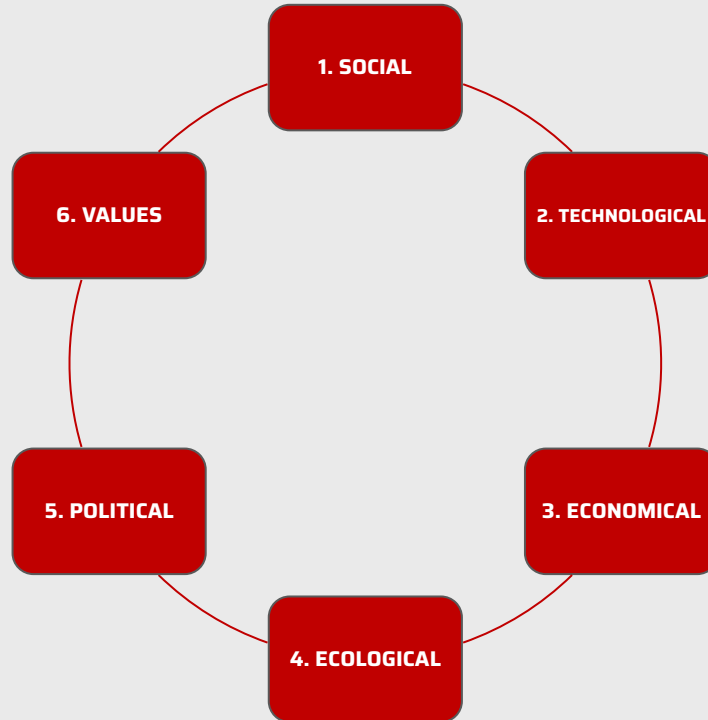 1. SOCIAL
2. TECHNOLOGICAL
3. ECONOMICAL
4. ECOLOGICAL
5. POLITICAL
6. VALUES